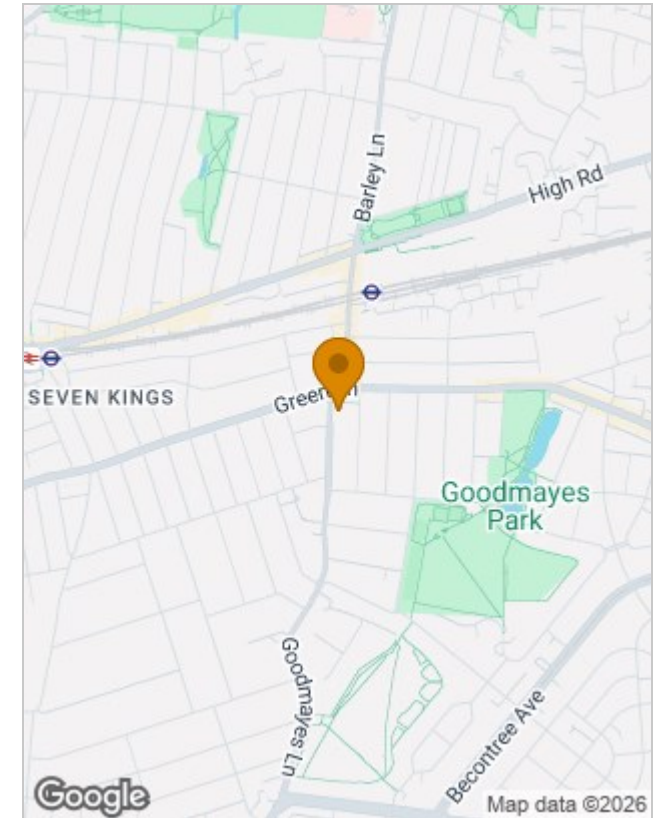 Barley Ln
High Rd
SEVEN KINGS
Goodmayes
Park
Goodmayes Ln
Becontree Ave
Google
Map data ©2026